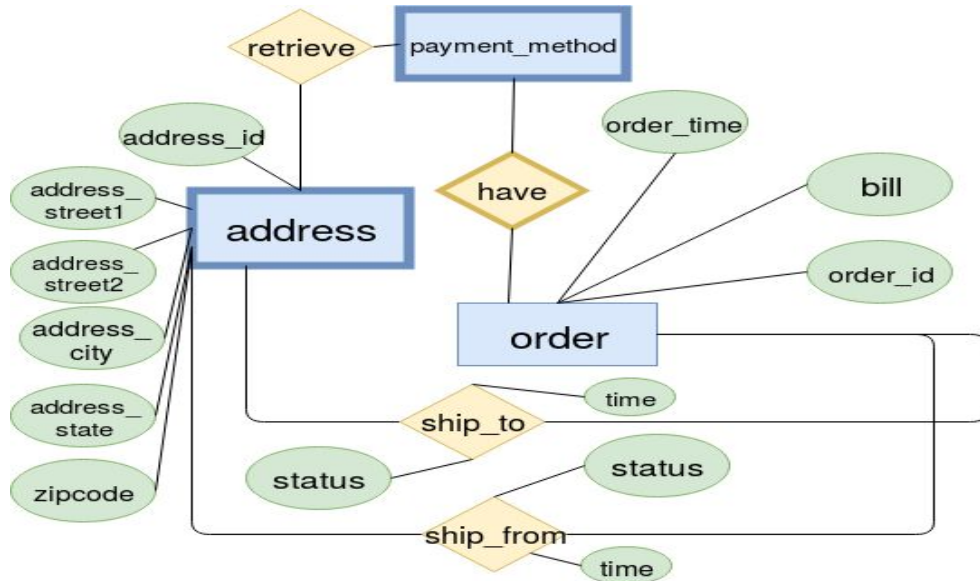 retrieve
payment_method
address_id
order_time
address_
street1
have
bill
address
address_
street2
order_id
address_
city
order
time
address_
state
ship_to
status
status
zipcode
ship_from
time